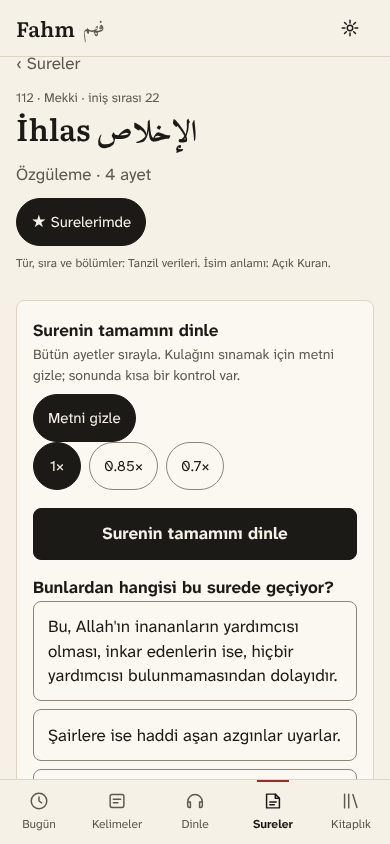 Fahm فهم
‹ Sureler
112 · Mekki · iniş sırası 22
İhlas الإخلاص
Özgüleme · 4 ayet
★ Surelerimde
Tür, sıra ve bölümler: Tanzil verileri. İsim anlamı: Açık Kuran.
Surenin tamamını dinle
Bütün ayetler sırayla. Kulağını sınamak için metni
gizle; sonunda kısa bir kontrol var.
Metni gizle
1× 0.85× 0.7×
Surenin tamamını dinle
Bunlardan hangisi bu surede geçiyor?
Bu, Allah'ın inananların yardımcısı
olması, inkar edenlerin ise, hiçbir
yardımcısı bulunmamasından dolayıdır.
Şairlere ise haddi aşan azgınlar uyarlar.
Bugün Kelimeler Dinle Sureler Kitaplık